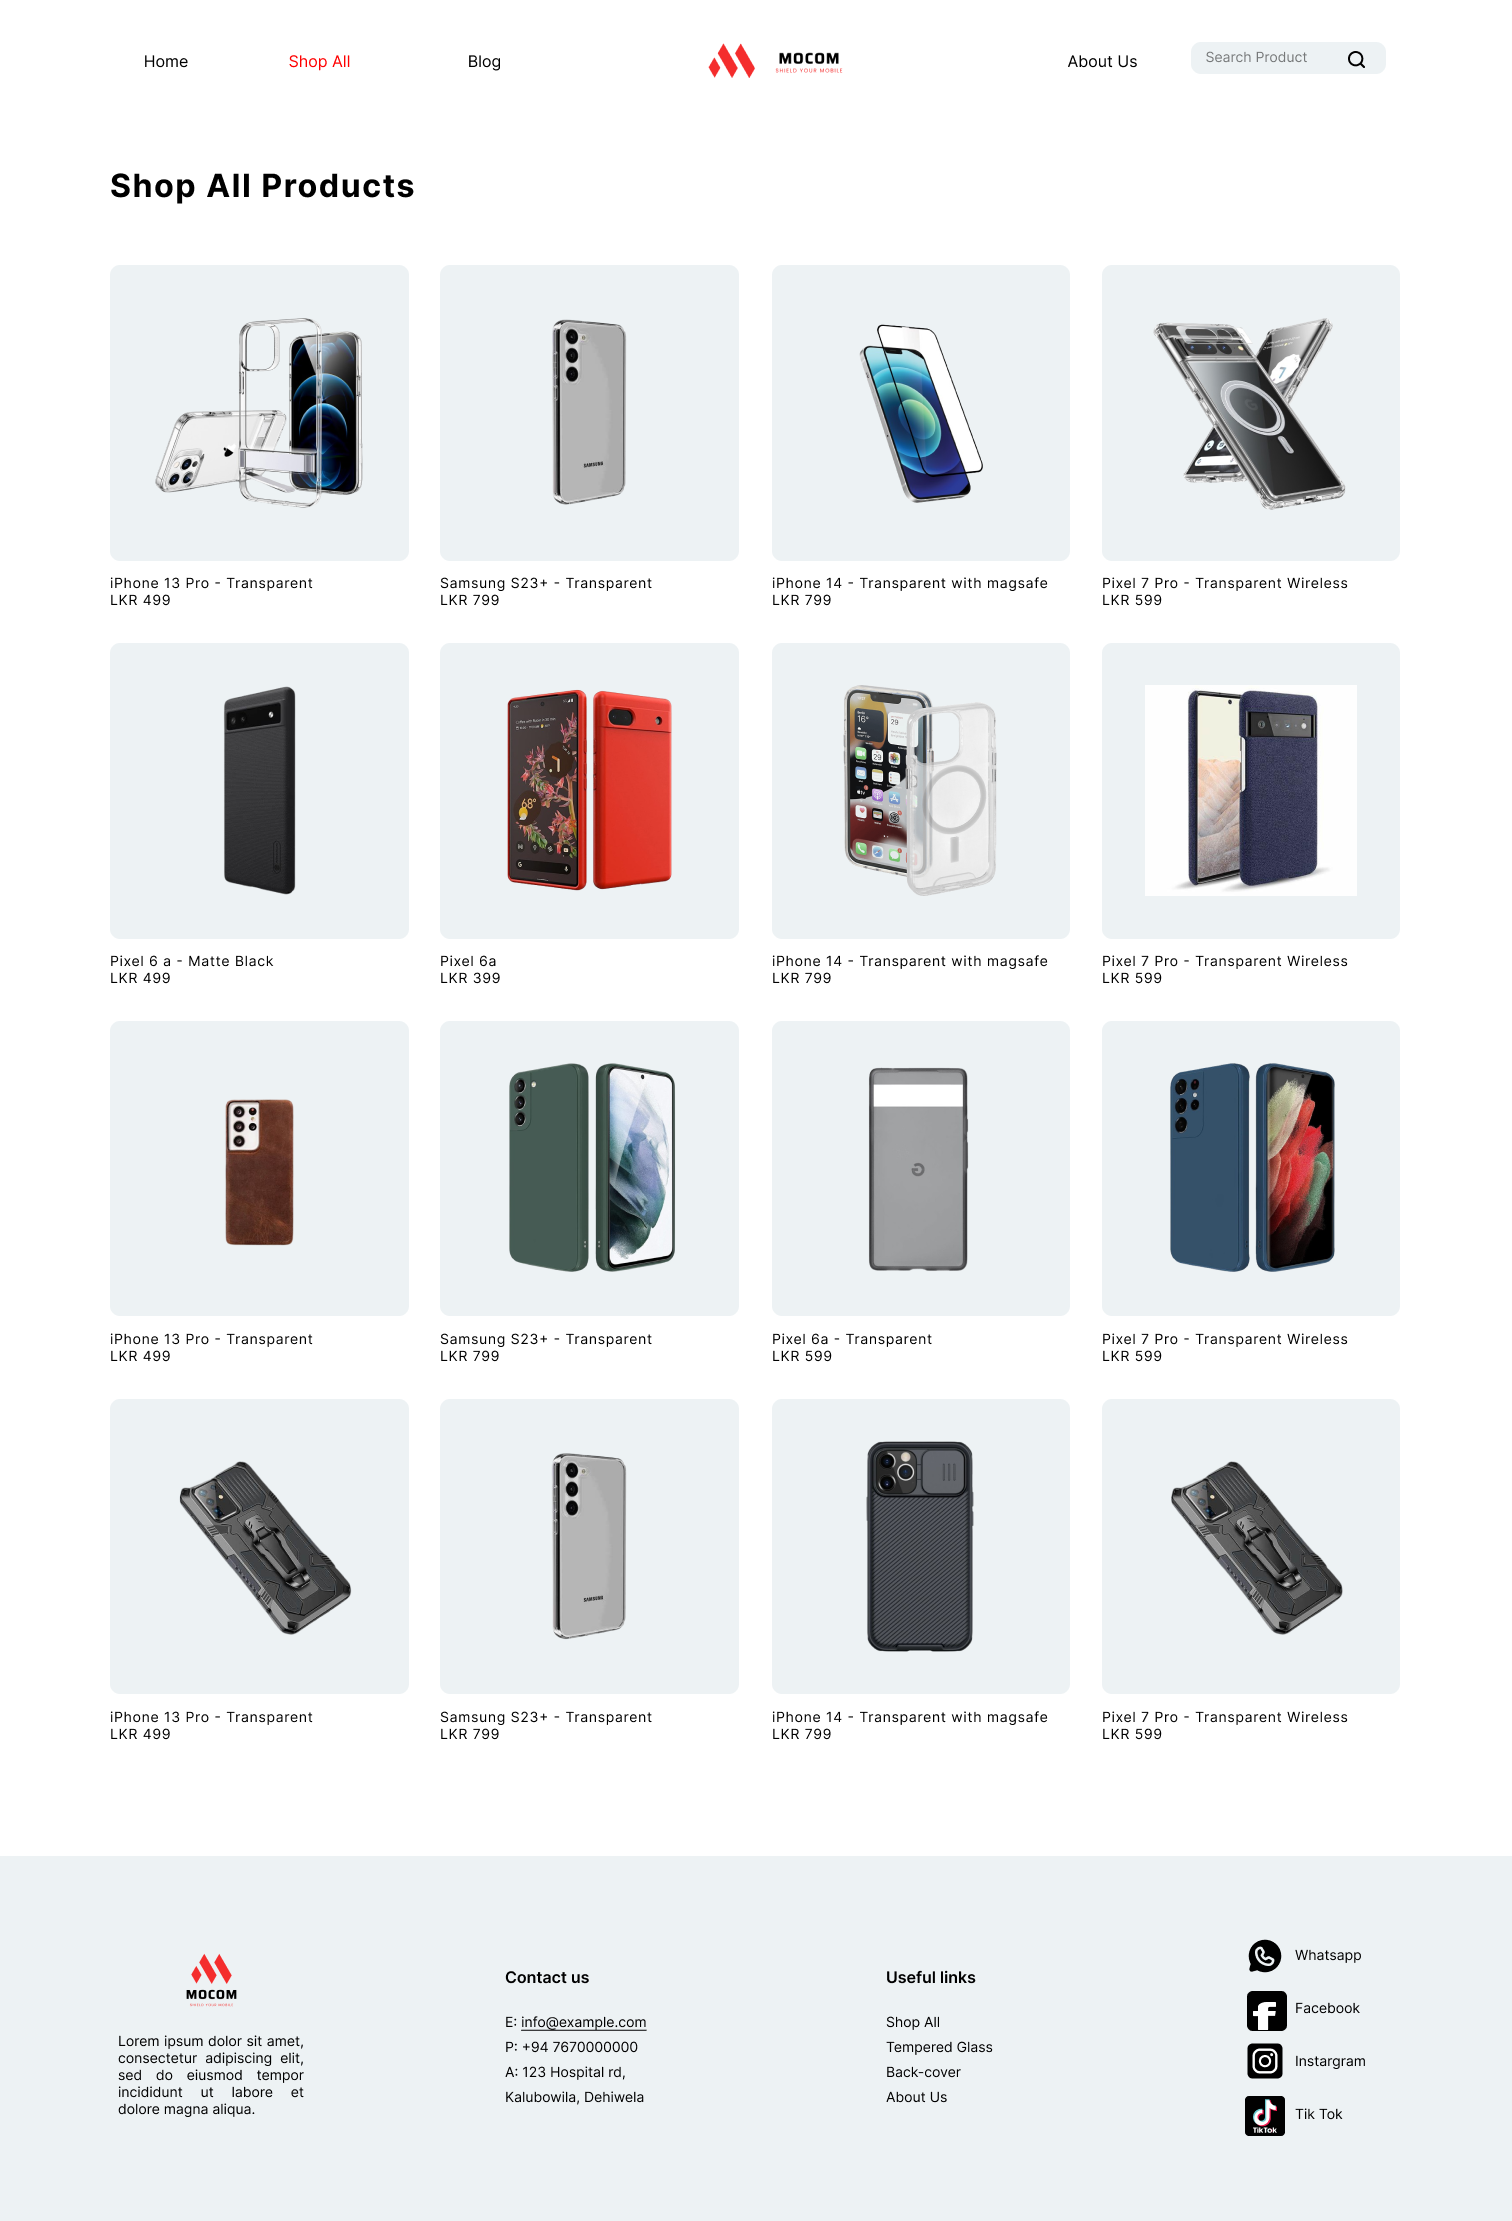 Home
Shop All
Blog
MOCOM
SHIELD YOUR MOBILE
About Us
Search Product
Shop All Products
SAMSUNG
7
iPhone 13 Pro - Transparent
LKR 499
Samsung S23+ - Transparent
LKR 799
iPhone 14 - Transparent with magsafe
LKR 799
Pixel 7 Pro - Transparent Wireless
LKR 599
68°
16°
29
29
Pixel 6 a - Matte Black
LKR 499
Pixel 6a
LKR 399
iPhone 14 - Transparent with magsafe
LKR 799
Pixel 7 Pro - Transparent Wireless
LKR 599
iPhone 13 Pro - Transparent
LKR 499
Samsung S23+ - Transparent
LKR 799
Pixel 6a - Transparent
LKR 599
Pixel 7 Pro - Transparent Wireless
LKR 599
SAMSUNG
iPhone 13 Pro - Transparent
LKR 499
Samsung S23+ - Transparent
LKR 799
iPhone 14 - Transparent with magsafe
LKR 799
Pixel 7 Pro - Transparent Wireless
LKR 599
MOCOM
SHIELD YOUR MOBILE
Lorem ipsum dolor sit amet,
consectetur adipiscing elit,
sed do eiusmod tempor
incididunt ut labore et
dolore magna aliqua.
Contact us
E: info@example.com
P: +94 7670000000
A: 123 Hospital rd,
Kalubowila, Dehiwela
Useful links
Shop All
Tempered Glass
Back-cover
About Us
Whatsapp
Facebook
Instargram
TikTok
Tik Tok